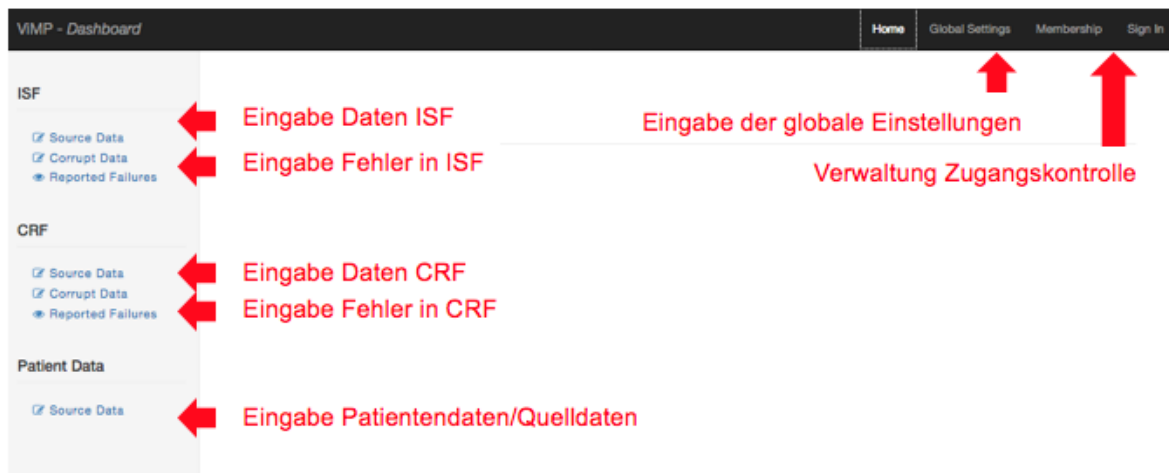 ViMP - Dashboard
Home Global Settings Membership Sign In
ISF
Source Data
Corrupt Data
Reported Failures
Eingabe Daten ISF
Eingabe Fehler in ISF
Eingabe der globale Einstellungen
Verwaltung Zugangskontrolle
CRF
Source Data
Corrupt Data
Reported Failures
Eingabe Daten CRF
Eingabe Fehler in CRF
Patient Data
Source Data
Eingabe Patientendaten/Quelldaten